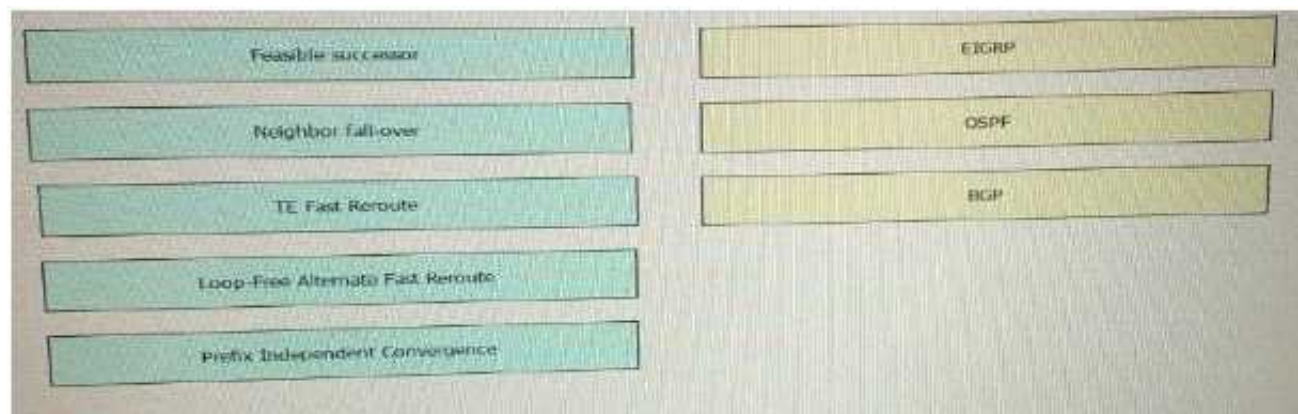 Feasible successor
Neighbor fall-over
TE Fast Reroute
Loop-Free Alternate Fast Reroute
Prefix Independent Convergence
EIGRP
OSPF
BGP